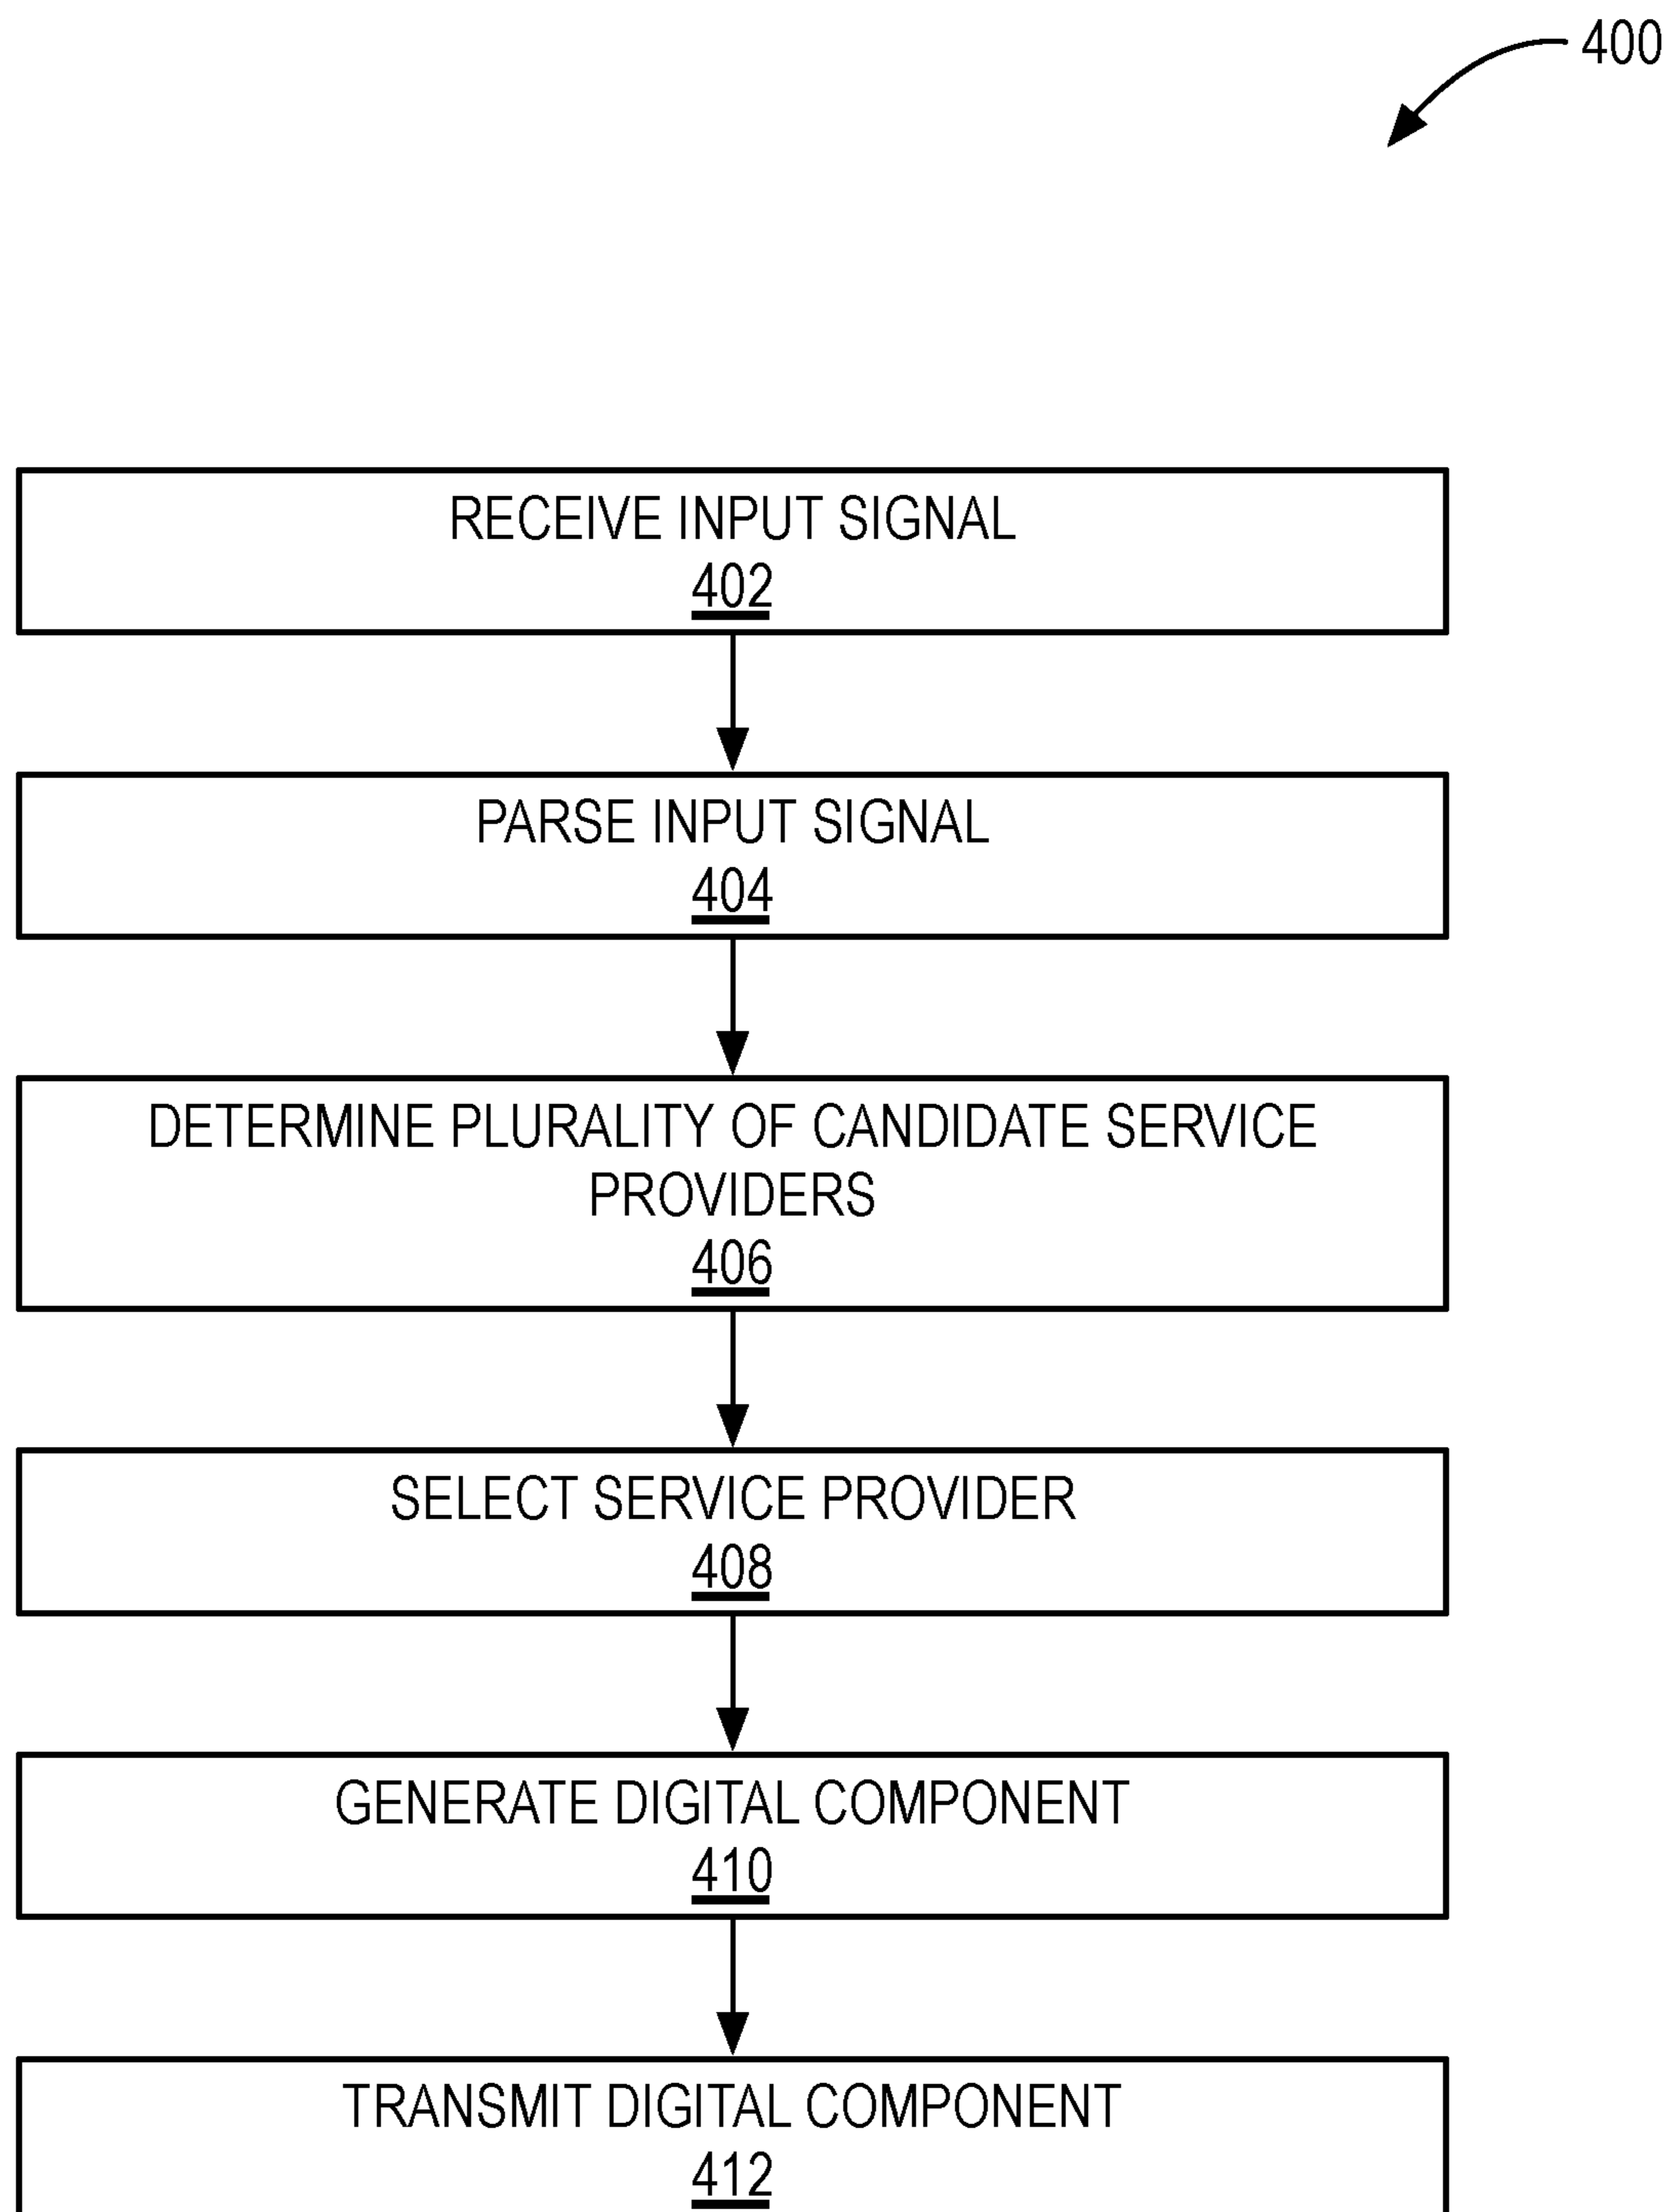 400
RECEIVE INPUT SIGNAL
402
PARSE INPUT SIGNAL
404
DETERMINE PLURALITY OF CANDIDATE SERVICE
PROVIDERS
406
SELECT SERVICE PROVIDER
408
GENERATE DIGITAL COMPONENT
410
TRANSMIT DIGITAL COMPONENT
412